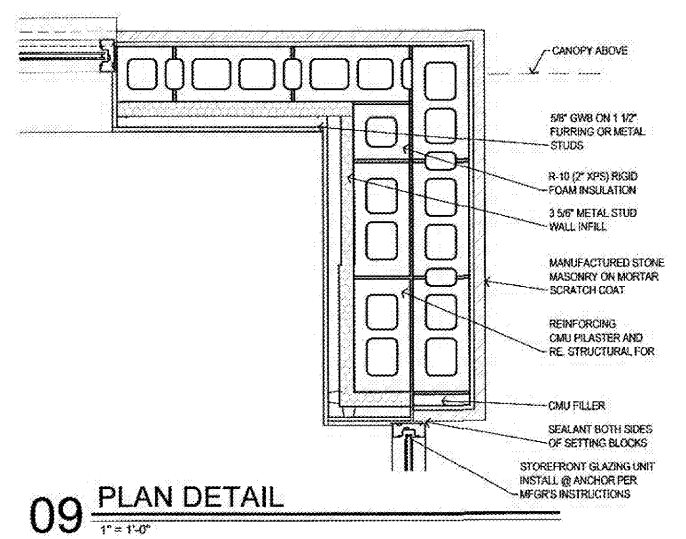 CANOPY ABOVE
5/8" GWB ON 1 1/2"
FURRING OR METAL
STUDS
R-10 (2" XPS) RIGID
FOAM INSULATION
3 5/6" METAL STUD
WALL INFILL
MANUFACTURED STONE
MASONRY ON MORTAR
SCRATCH COAT
REINFORCING
CMU PILASTER AND
RE. STRUCTURAL FOR
CMU FILLER
SEALANT BOTH SIDES
OF SETTING BLOCKS
STOREFRONT GLAZING UNIT
INSTALL @ ANCHOR PER
MFGR'S INSTRUCTIONS
09 PLAN DETAIL
1" = 1'-0"